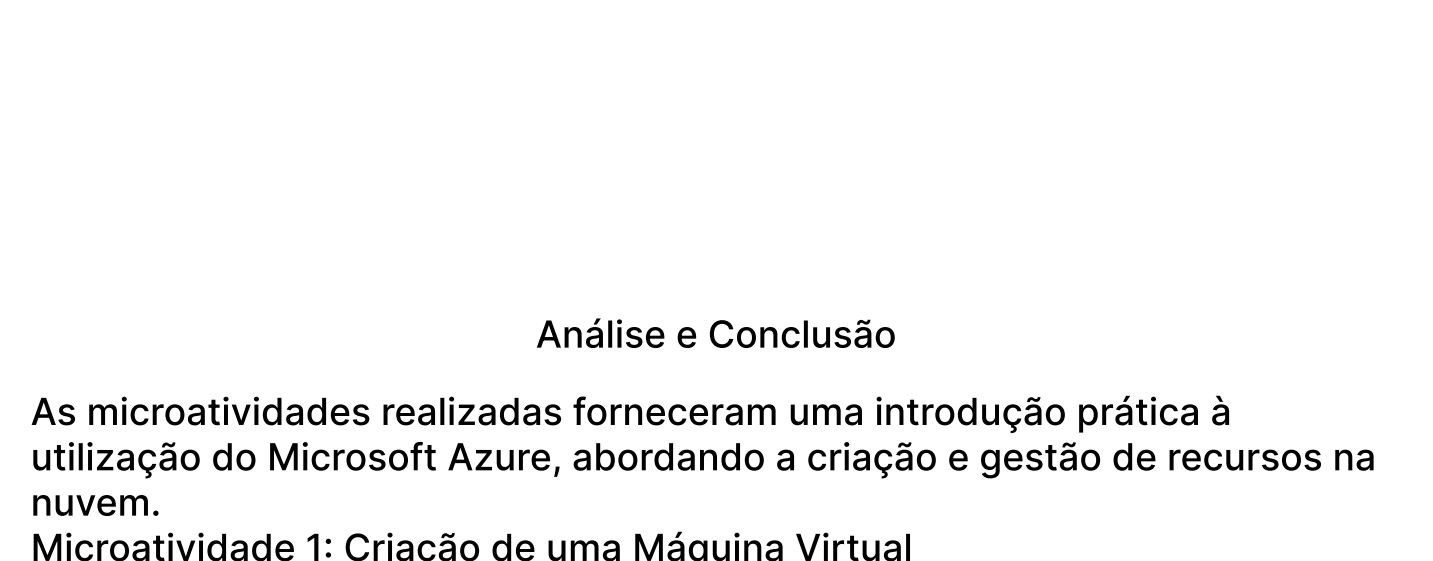 Análise e Conclusão
As microatividades realizadas forneceram uma introdução prática à
utilização do Microsoft Azure, abordando a criação e gestão de recursos na
nuvem.
Microatividade 1: Criação de uma Máquina Virtual